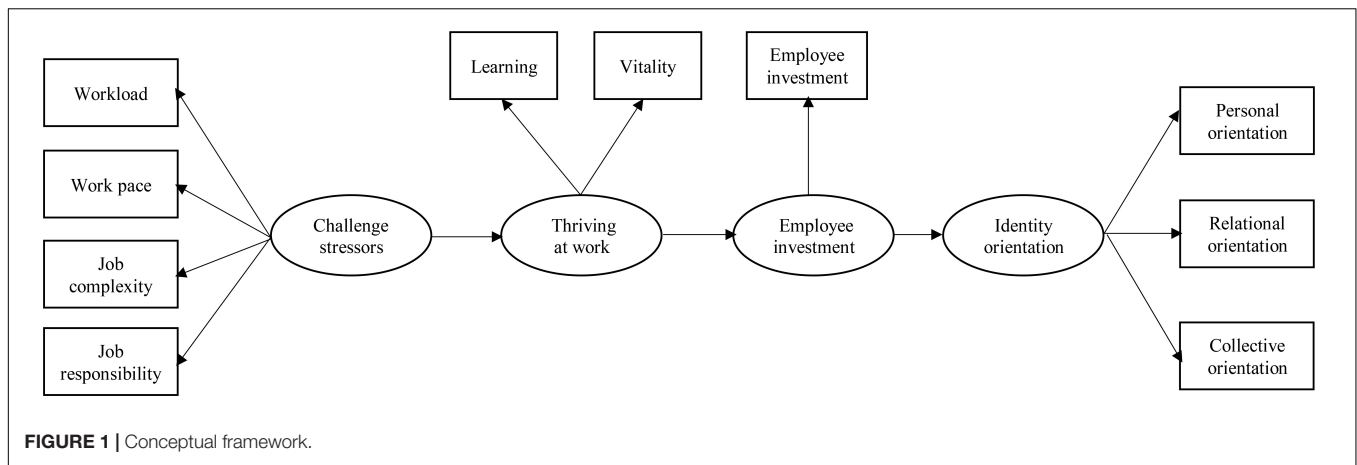 Workload
Work pace
Job
complexity
Job
responsibility
Challenge
stressors
Learning
Vitality
Thriving
at work
Employee
investment
Employee
investment
Identity
orientation
Personal
orientation
Relational
orientation
Collective
orientation
FIGURE 1 | Conceptual framework.